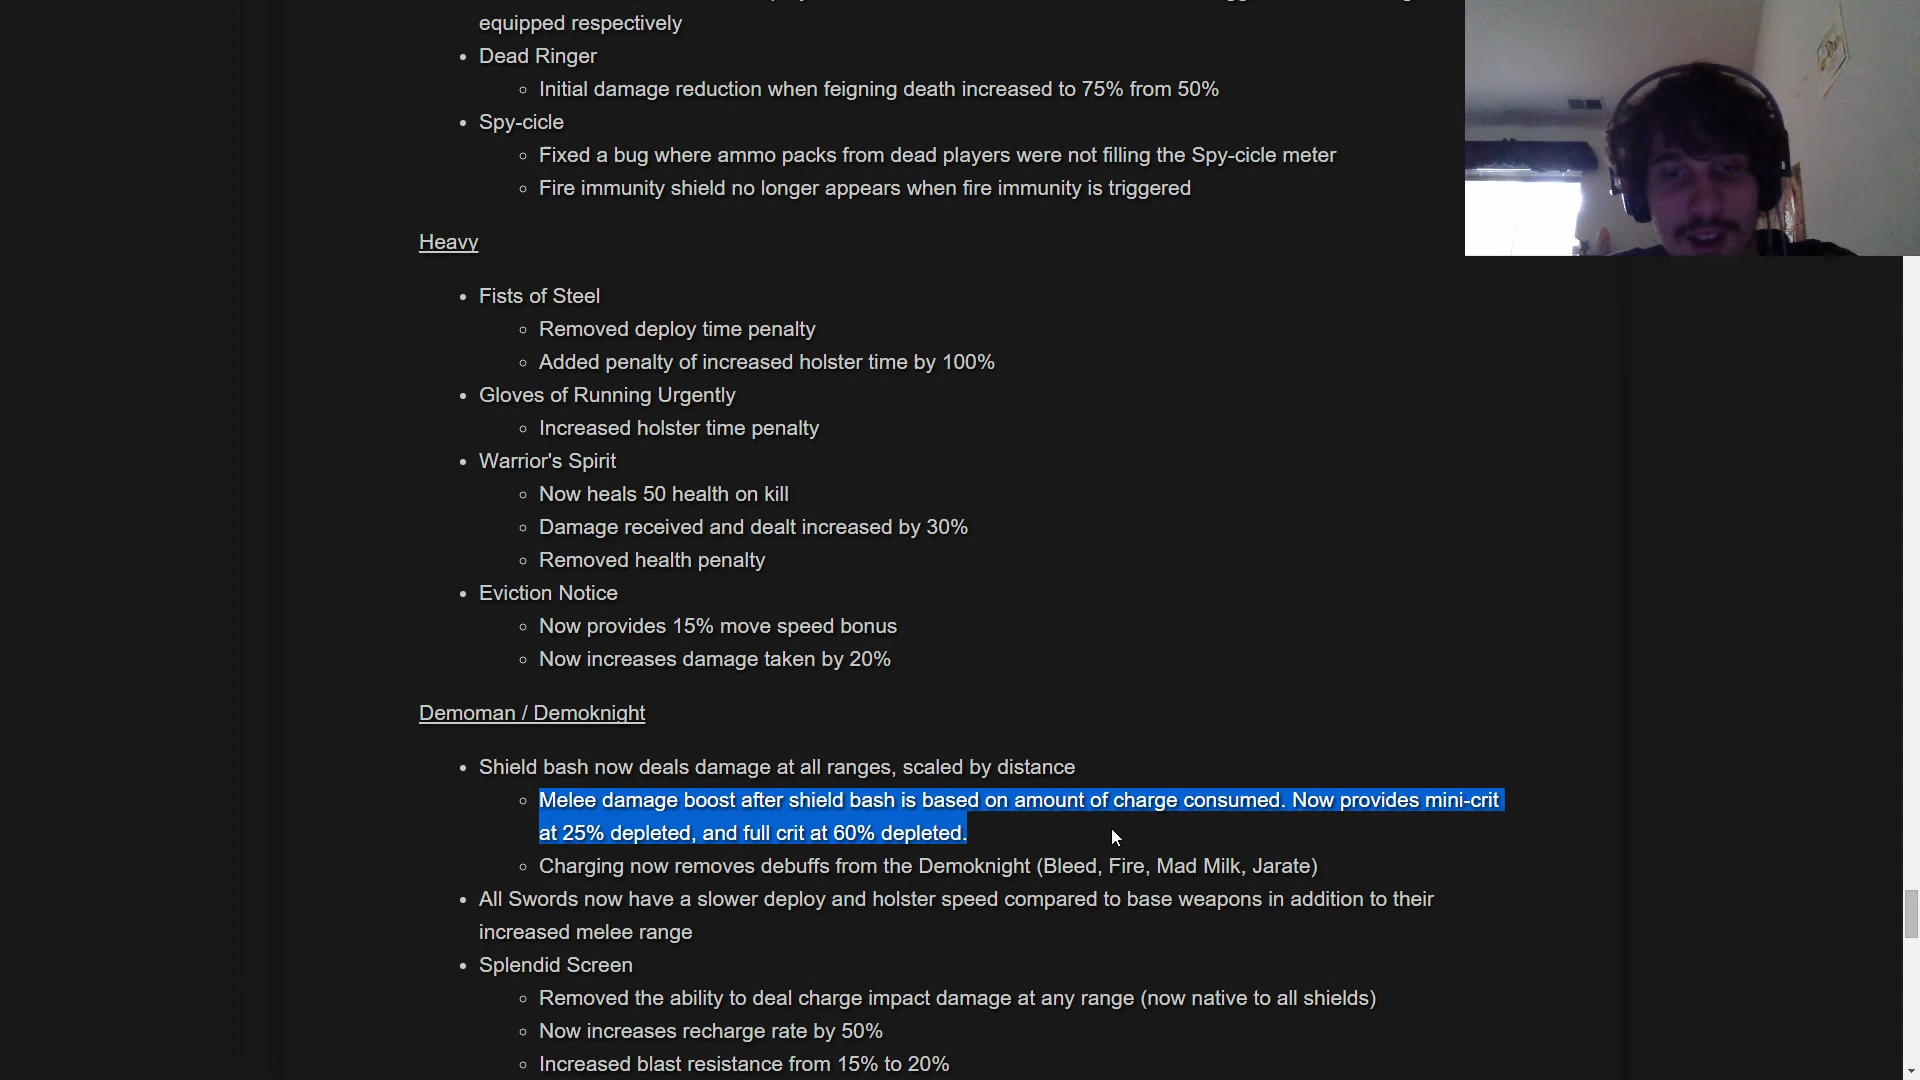 equipped respectively
Dead Ringer
Initial damage reduction when feigning death increased to 75% from 50%
Spy-cicle
Fixed a bug where ammo packs from dead players were not filling the Spy-cicle meter
Fire immunity shield no longer appears when fire immunity is triggered
Heavy
Fists of Steel
Removed deploy time penalty
Added penalty of increased holster time by 100%
Gloves of Running Urgently
Increased holster time penalty
Warrior's Spirit
Now heals 50 health on kill
Damage received and dealt increased by 30%
Removed health penalty
Eviction Notice
Now provides 15% move speed bonus
Now increases damage taken by 20%
Demoman / Demoknight
Shield bash now deals damage at all ranges, scaled by distance
Melee damage boost after shield bash is based on amount of charge consumed. Now provides mini-crit
at 25% depleted, and full crit at 60% depleted.
Charging now removes debuffs from the Demoknight (Bleed, Fire, Mad Milk, Jarate)
All Swords now have a slower deploy and holster speed compared to base weapons in addition to their
increased melee range
Splendid Screen
Removed the ability to deal charge impact damage at any range (now native to all shields)
Now increases recharge rate by 50%
Increased blast resistance from 15% to 20%